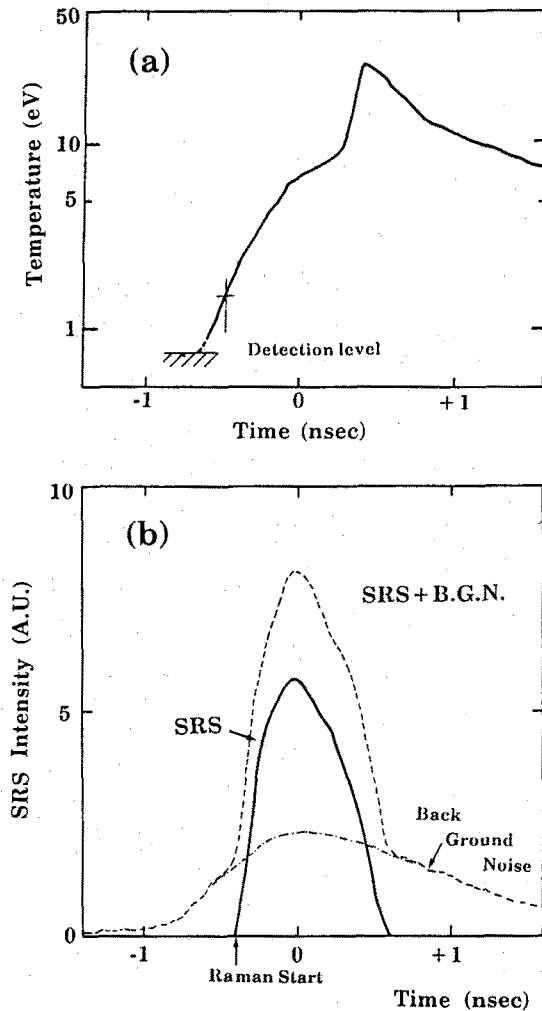 50
(a)
10
5
1
Temperature (eV)
Detection level
-1 0 +1
Time (nsec)
10
(b)
SRS+B.G.N.
5
SRS
SRS Intensity (A.U.)
Back
Ground
Noise
0
-1 0 +1
Raman Start
Time (nsec)